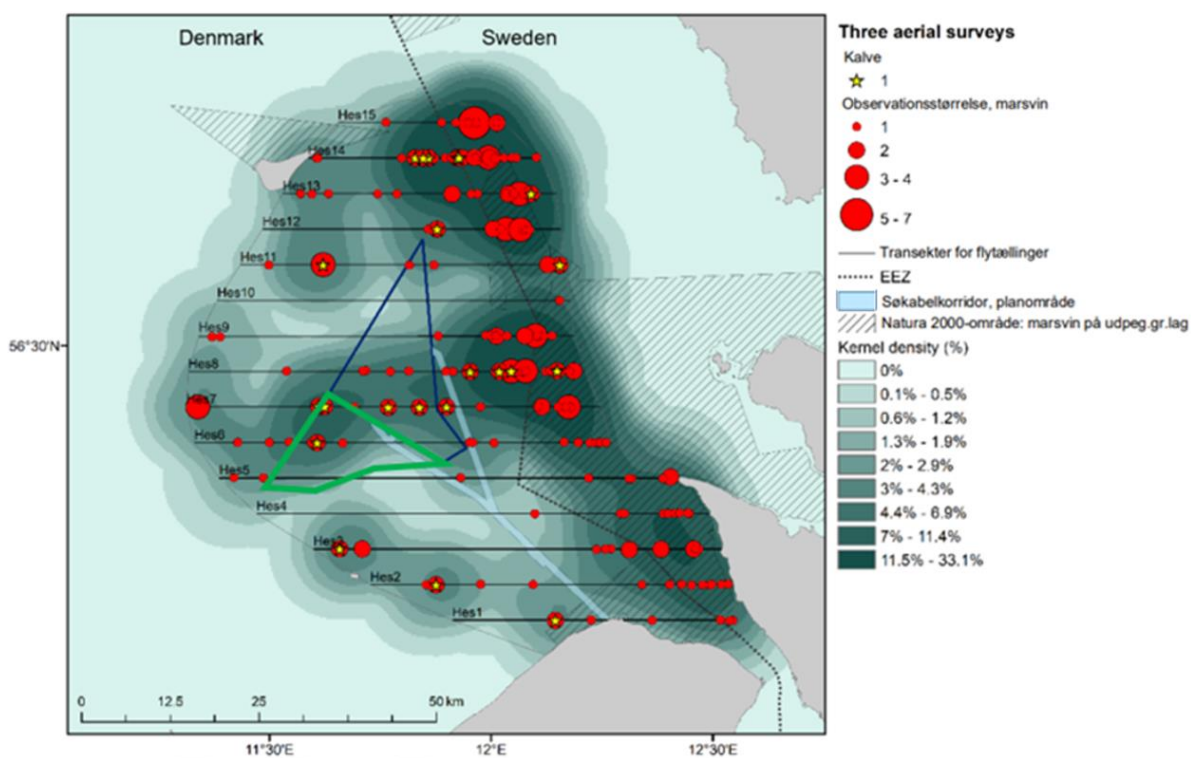 Denmark
Sweden
Hes15
Hes14
Hes13
Hes12
Hes11
Hes10
Hes9
Hes8
Hes7
Hes6
Hes5
Hes4
Hes3
Hes2
Hes1
56°30'N
0 12.5 25 50 km
11°30'E
12°E
12°30'E
Three aerial surveys
Kalve
1
Observationsstørrelse, marsvin
1
2
3 - 4
5 - 7
Transekter for flytællinger
EEZ
Søkabelkorridor, planområde
Natura 2000-område: marsvin på udpeg.gr.lag
Kernel density (%)
0%
0.1% - 0.5%
0.6% - 1.2%
1.3% - 1.9%
2% - 2.9%
3% - 4.3%
4.4% - 6.9%
7% - 11.4%
11.5% - 33.1%